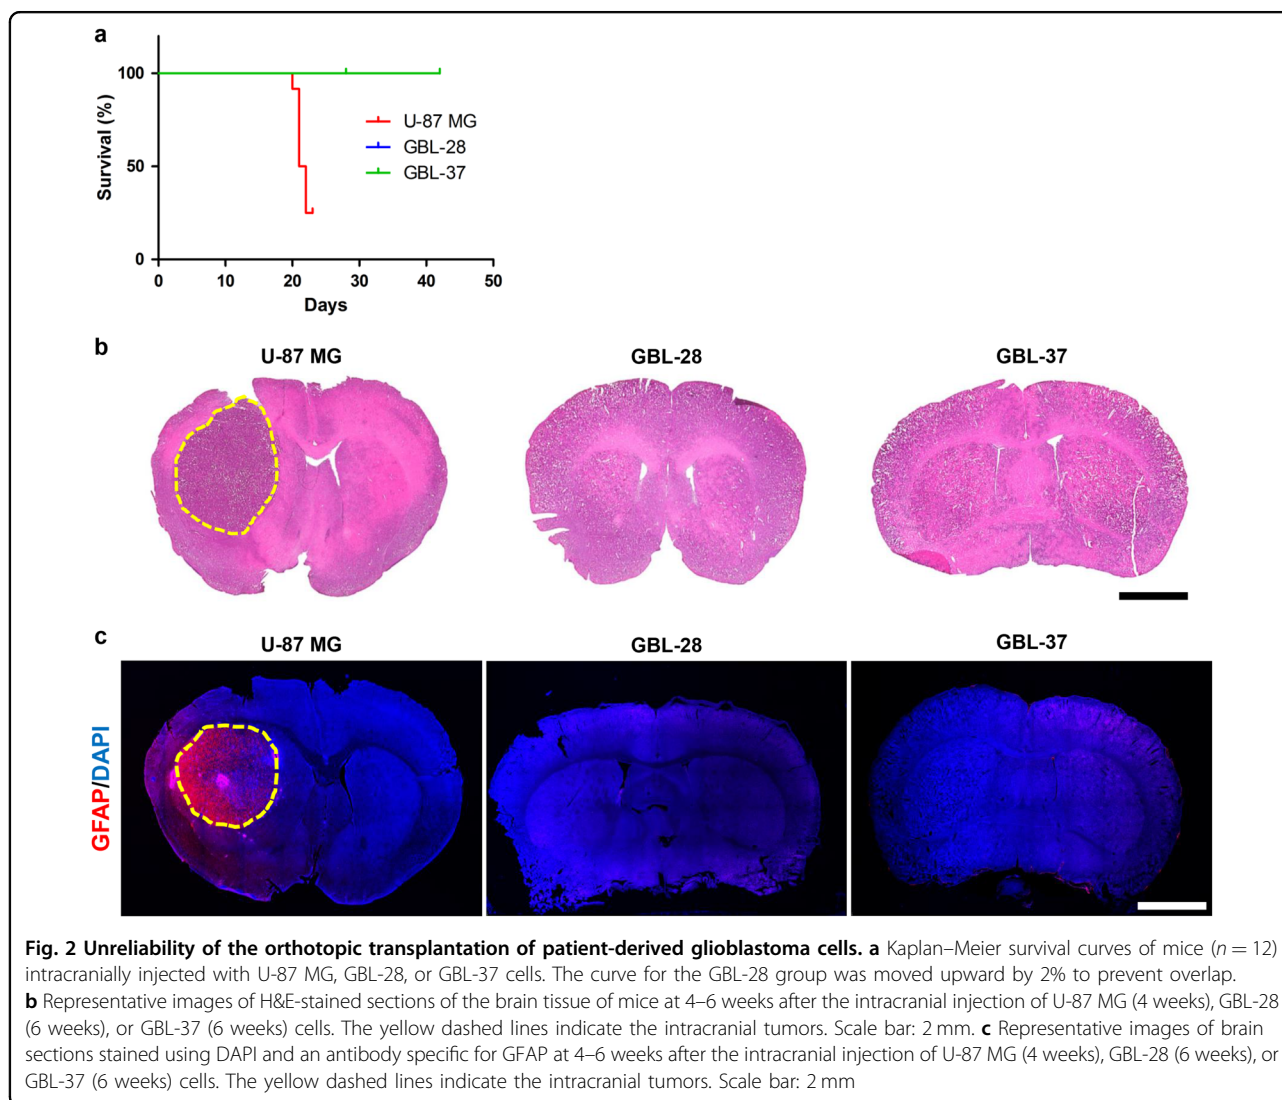 a
Survival (%)
100
50
0
0 10 20 30 40 50
Days
U-87 MG
GBL-28
GBL-37
b
U-87 MG GBL-28 GBL-37
c
U-87 MG GBL-28 GBL-37
GFAP/DAPI
Fig. 2 Unreliability of the orthotopic transplantation of patient-derived glioblastoma cells. a Kaplan–Meier survival curves of mice (n = 12)
intracranially injected with U-87 MG, GBL-28, or GBL-37 cells. The curve for the GBL-28 group was moved upward by 2% to prevent overlap.
b Representative images of H&E-stained sections of the brain tissue of mice at 4–6 weeks after the intracranial injection of U-87 MG (4 weeks), GBL-28
(6 weeks), or GBL-37 (6 weeks) cells. The yellow dashed lines indicate the intracranial tumors. Scale bar: 2 mm. c Representative images of brain
sections stained using DAPI and an antibody specific for GFAP at 4–6 weeks after the intracranial injection of U-87 MG (4 weeks), GBL-28 (6 weeks), or
GBL-37 (6 weeks) cells. The yellow dashed lines indicate the intracranial tumors. Scale bar: 2 mm